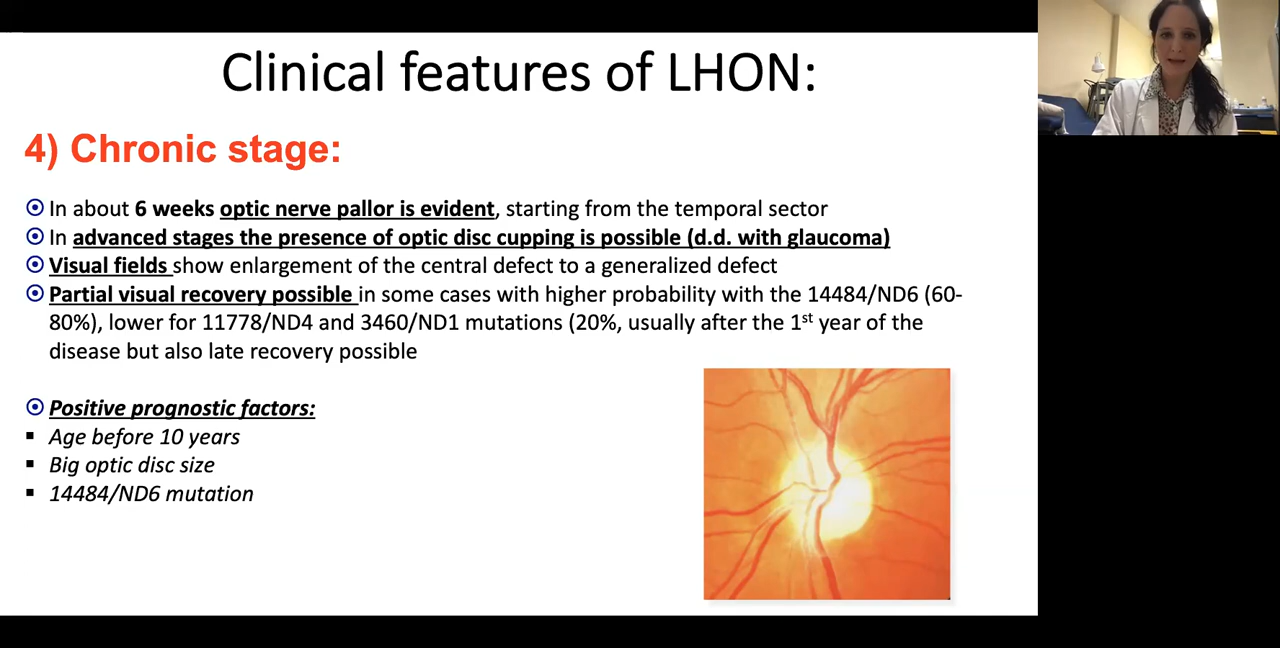 Clinical features of LHON:
4) Chronic stage:
In about 6 weeks optic nerve pallor is evident, starting from the temporal sector
In advanced stages the presence of optic disc cupping is possible (d.d. with glaucoma)
Visual fields show enlargement of the central defect to a generalized defect
Partial visual recovery possible in some cases with higher probability with the 14484/ND6 (60-
80%), lower for 11778/ND4 and 3460/ND1 mutations (20%, usually after the 1st year of the
disease but also late recovery possible
Positive prognostic factors:
Age before 10 years
Big optic disc size
14484/ND6 mutation